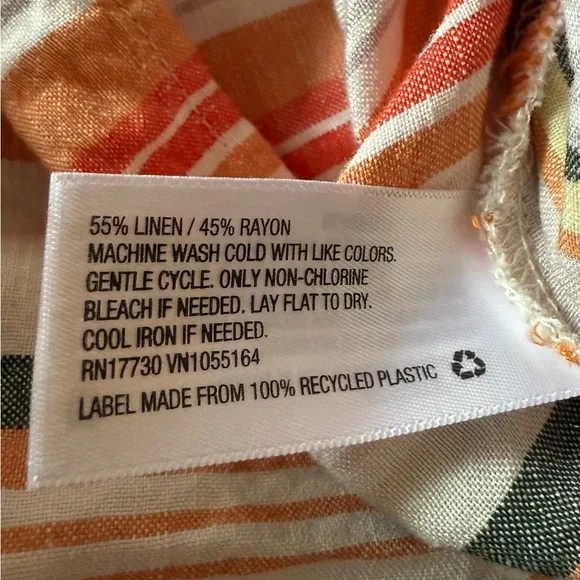 55% LINEN / 45% RAYON
MACHINE WASH COLD WITH LIKE COLORS.
GENTLE CYCLE. ONLY NON-CHLORINE
BLEACH IF NEEDED. LAY FLAT TO DRY.
COOL IRON IF NEEDED.
RN17730 VN1055164
LABEL MADE FROM 100% RECYCLED PLASTIC